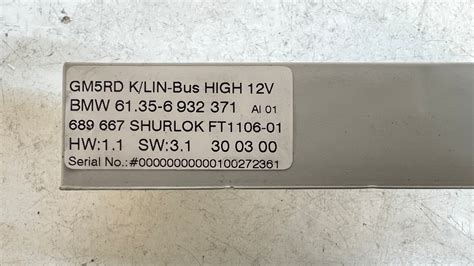 GM5RD K/LIN-Bus HIGH 12V
BMW 61.35-6 932 371 AI 01
689 667 SHURLOK FT1106-01
HW:1.1 SW:3.1 30 03 00
Serial No.:#00000000000100272361